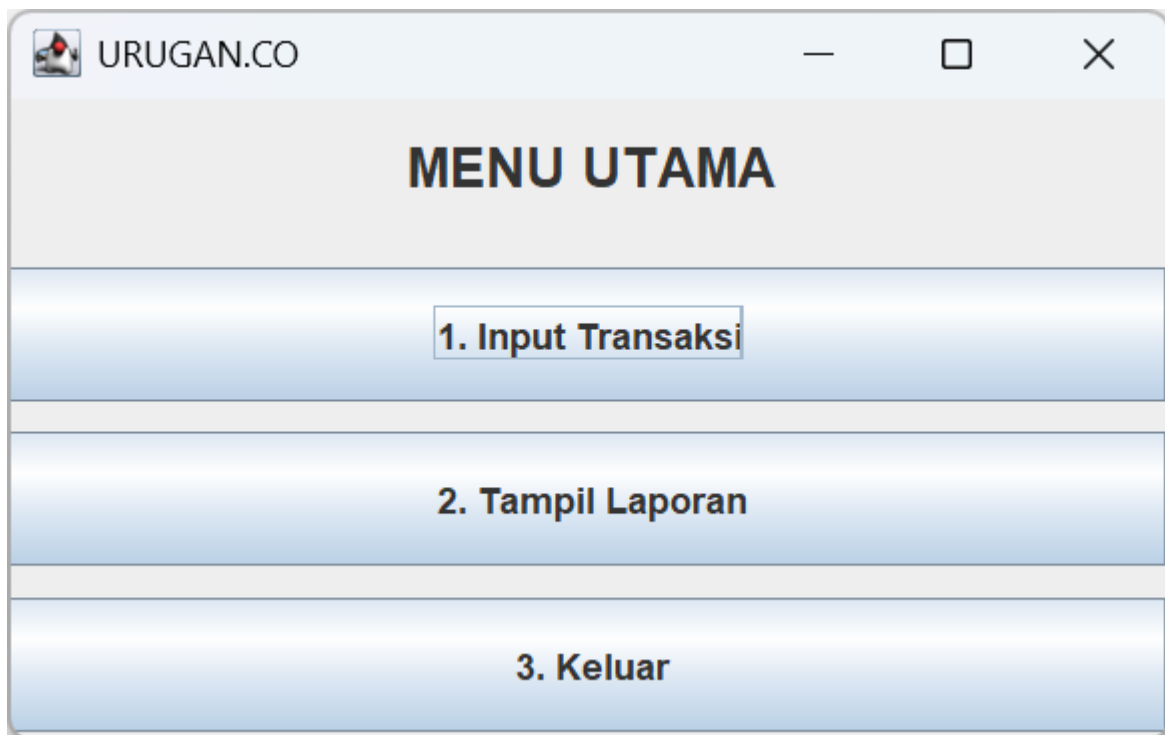 URUGAN.CO
MENU UTAMA
1. Input Transaksi
2. Tampil Laporan
3. Keluar